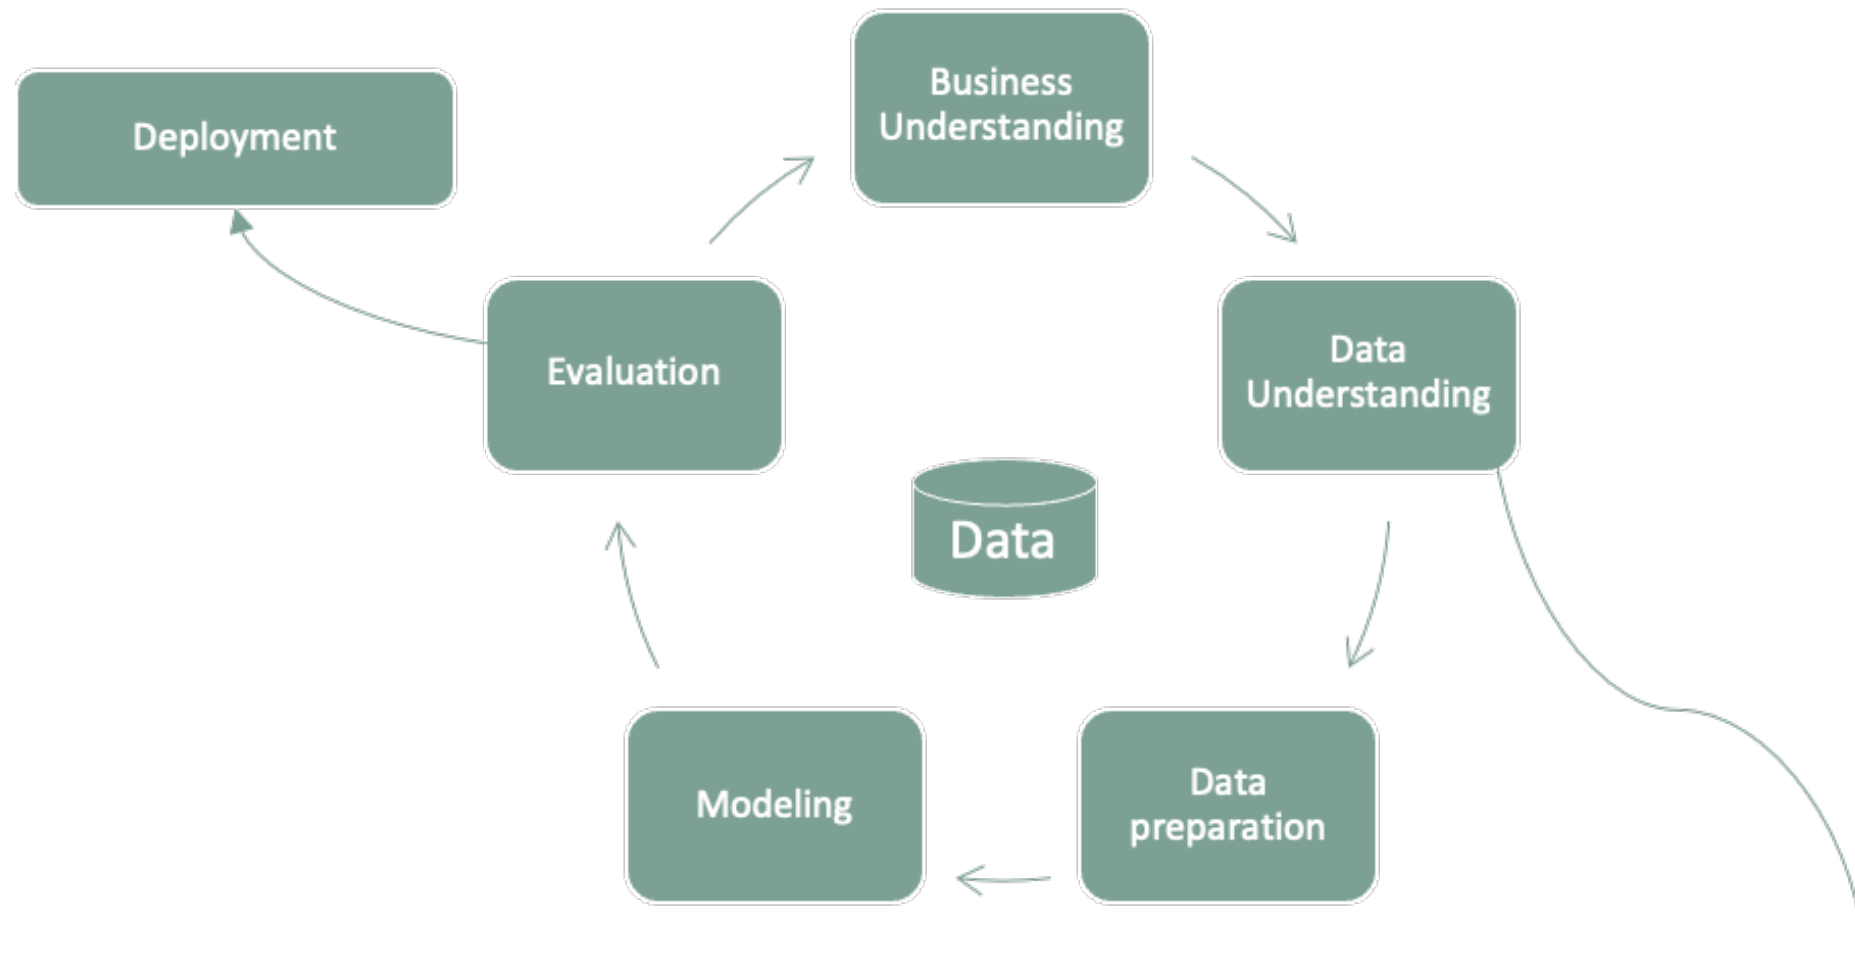 Business
Understanding
Deployment
Data
Understanding
Evaluation
Data
Modeling
Data
preparation